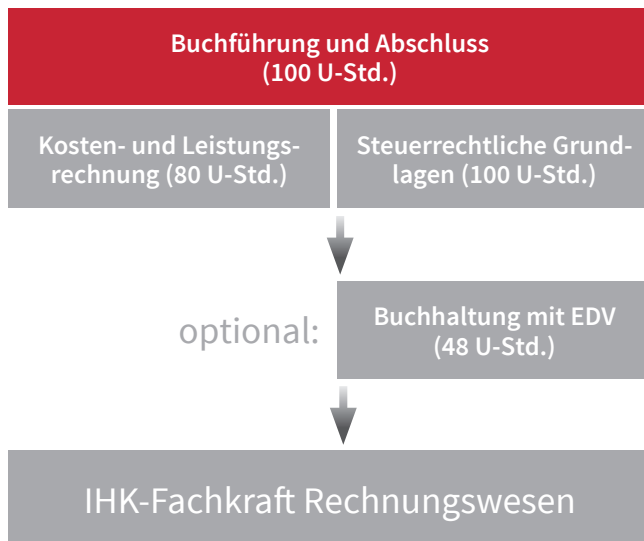 Buchführung und Abschluss
(100 U-Std.)
Kosten- und Leistungs-
rechnung (80 U-Std.)
Steuerrechtliche Grund-
lagen (100 U-Std.)
optional:
Buchhaltung mit EDV
(48 U-Std.)
IHK-Fachkraft Rechnungswesen